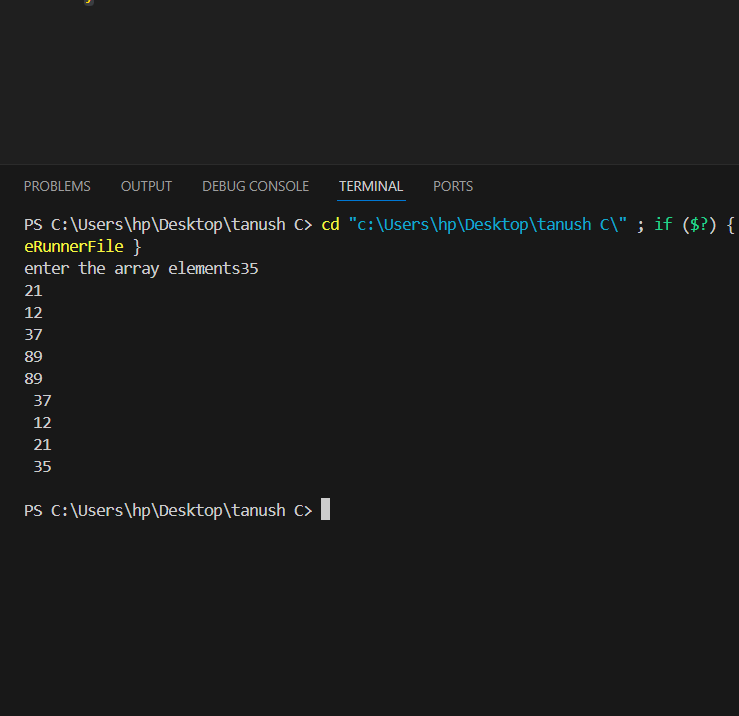 PROBLEMS OUTPUT DEBUG CONSOLE TERMINAL PORTS
PS C:\Users\hp\Desktop\tanush C> cd "c:\Users\hp\Desktop\tanush C\" ; if ($?) {
eRunnerFile }
enter the array elements35
21
12
37
89
89
37
12
21
35
PS C:\Users\hp\Desktop\tanush C>